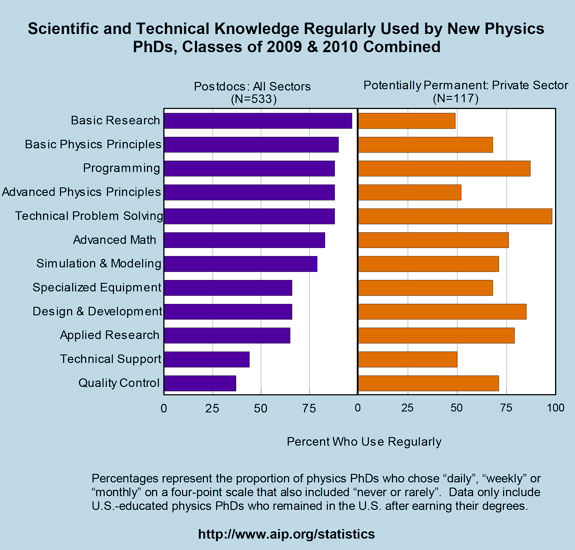 Scientific and Technical Knowledge Regularly Used by New Physics
PhDs, Classes of 2009 & 2010 Combined
Postdocs: All Sectors
(N=533)
Potentially Permanent: Private Sector
(N=117)
Basic Research
Basic Physics Principles
Programming
Advanced Physics Principles
Technical Problem Solving
Advanced Math
Simulation & Modeling
Specialized Equipment
Design & Development
Applied Research
Technical Support
Quality Control
0 25 50 75 0 25 50 75 100
Percent Who Use Regularly
Percentages represent the proportion of physics PhDs who chose “daily”, “weekly” or
“monthly” on a four-point scale that also included “never or rarely”. Data only include
U.S.-educated physics PhDs who remained in the U.S. after earning their degrees.
http://www.aip.org/statistics